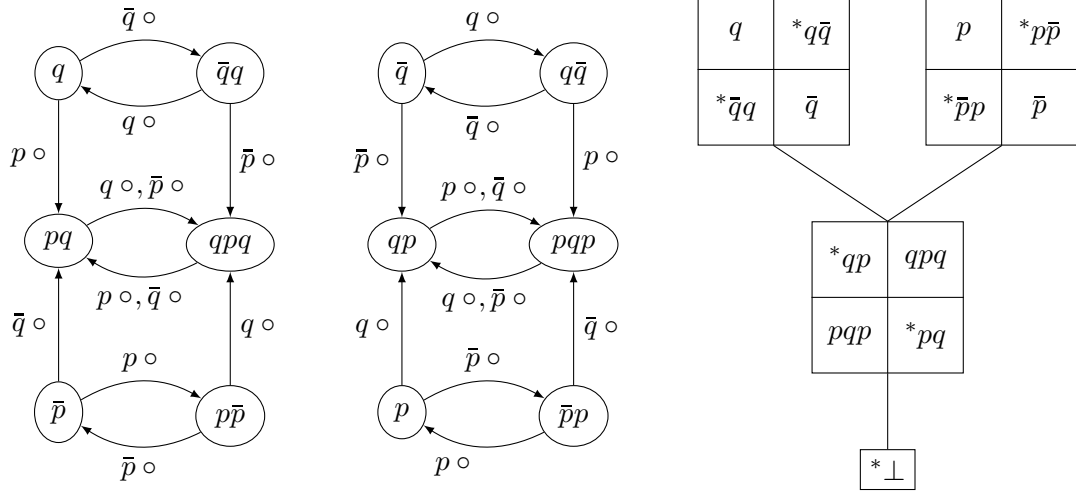 q̄ ∘
q
q̄q
q ∘
p ∘
p̄ ∘
q ∘, p̄ ∘
pq
qpq
p ∘, q̄ ∘
q̄ ∘
q ∘
p ∘
p̄
pp̄
p̄ ∘
q ∘
q̄
qq̄
q̄ ∘
p̄ ∘
p ∘
p ∘, q̄ ∘
qp
pqp
q ∘, p̄ ∘
q ∘
q̄ ∘
p̄ ∘
p
p̄p
p ∘
q *qq̄
*q̄q q̄
p *pp̄
*p̄p p̄
*qp qpq
pqp *pq
*⊥